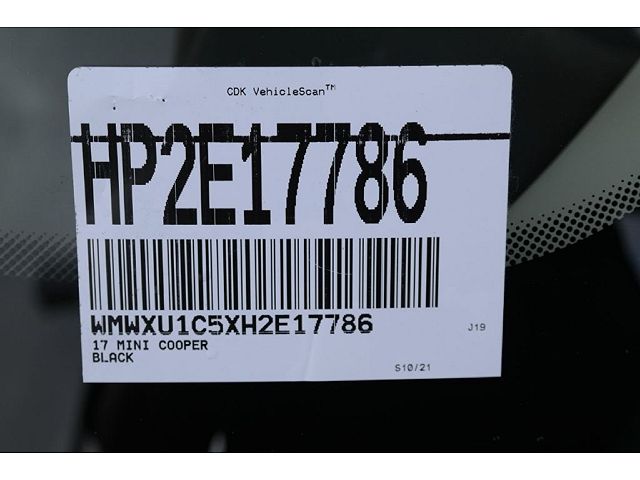 CDK VehicleScan™
HP2E17786
WMWXU1C5XH2E17786
J19
17 MINI COOPER
BLACK
S10/21